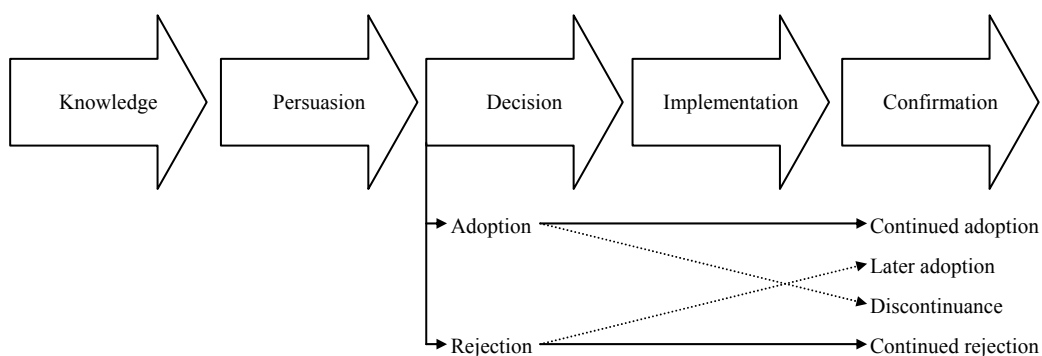 Knowledge
Persuasion
Decision
Implementation
Confirmation
Adoption
Continued adoption
Later adoption
Discontinuance
Rejection
Continued rejection